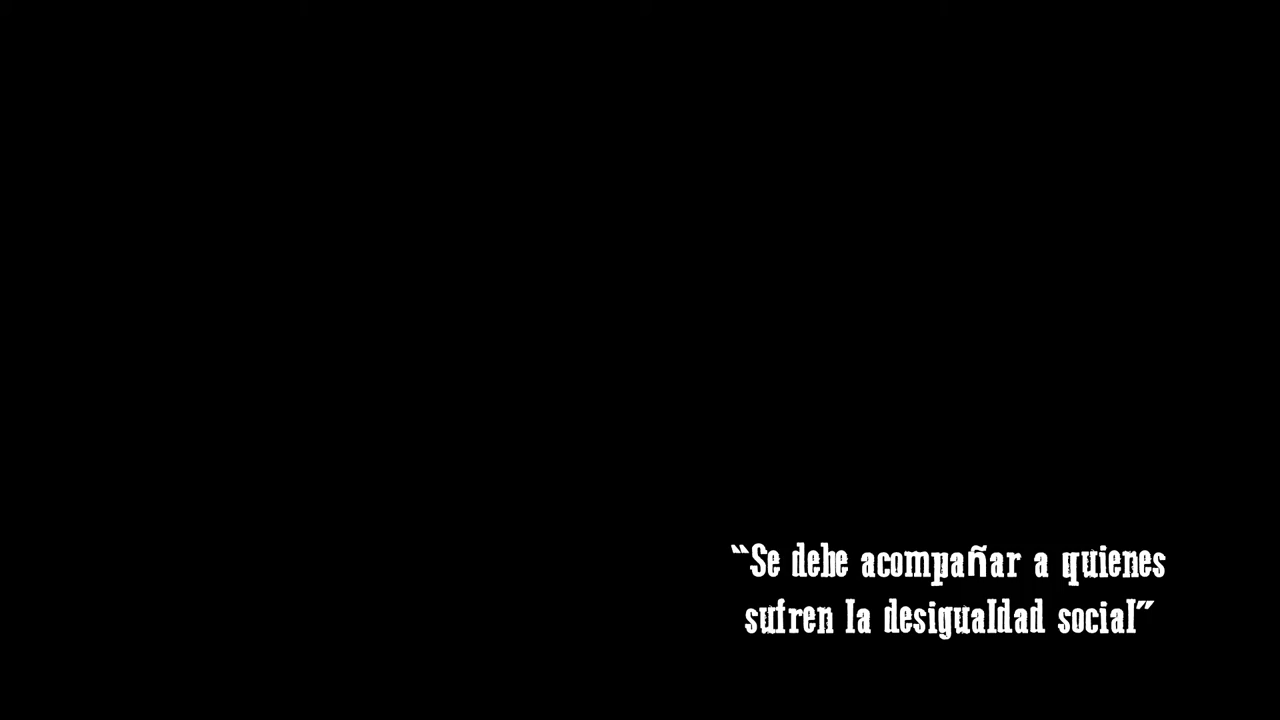 “Se debe acompañar a quienes
sufren la desigualdad social”